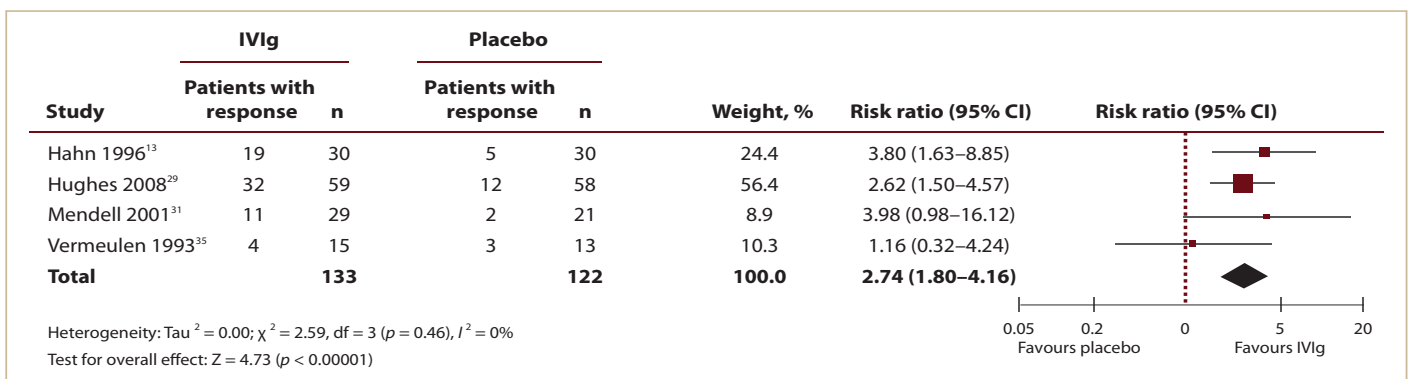 IVIg Placebo
Patients with Patients with
Study response n response n Weight, % Risk ratio (95% CI) Risk ratio (95% CI)
Hahn 1996¹³ 19 30 5 30 24.4 3.80 (1.63–8.85)
Hughes 2008²⁹ 32 59 12 58 56.4 2.62 (1.50–4.57)
Mendell 2001³¹ 11 29 2 21 8.9 3.98 (0.98–16.12)
Vermeulen 1993³⁵ 4 15 3 13 10.3 1.16 (0.32–4.24)
Total 133 122 100.0 2.74 (1.80–4.16)
Heterogeneity: Tau ² = 0.00; χ ² = 2.59, df = 3 (p = 0.46), I ² = 0%
Test for overall effect: Z = 4.73 (p < 0.00001)
0.05 0.2 0 5 20
Favours placebo Favours IVIg